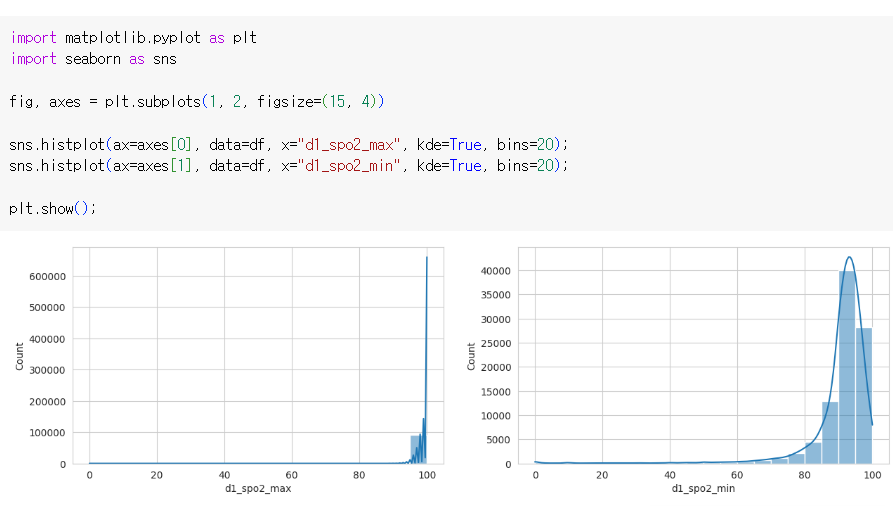 import matplotlib.pyplot as plt
import seaborn as sns
fig, axes = plt.subplots(1, 2, figsize=(15, 4))
sns.histplot(ax=axes[0], data=df, x="d1_spo2_max", kde=True, bins=20);
sns.histplot(ax=axes[1], data=df, x="d1_spo2_min", kde=True, bins=20);
plt.show();
600000
500000
400000
300000
200000
100000
0
Count
0 20 40 60 80 100
d1_spo2_max
40000
35000
30000
25000
20000
15000
10000
5000
0
Count
0 20 40 60 80 100
d1_spo2_min